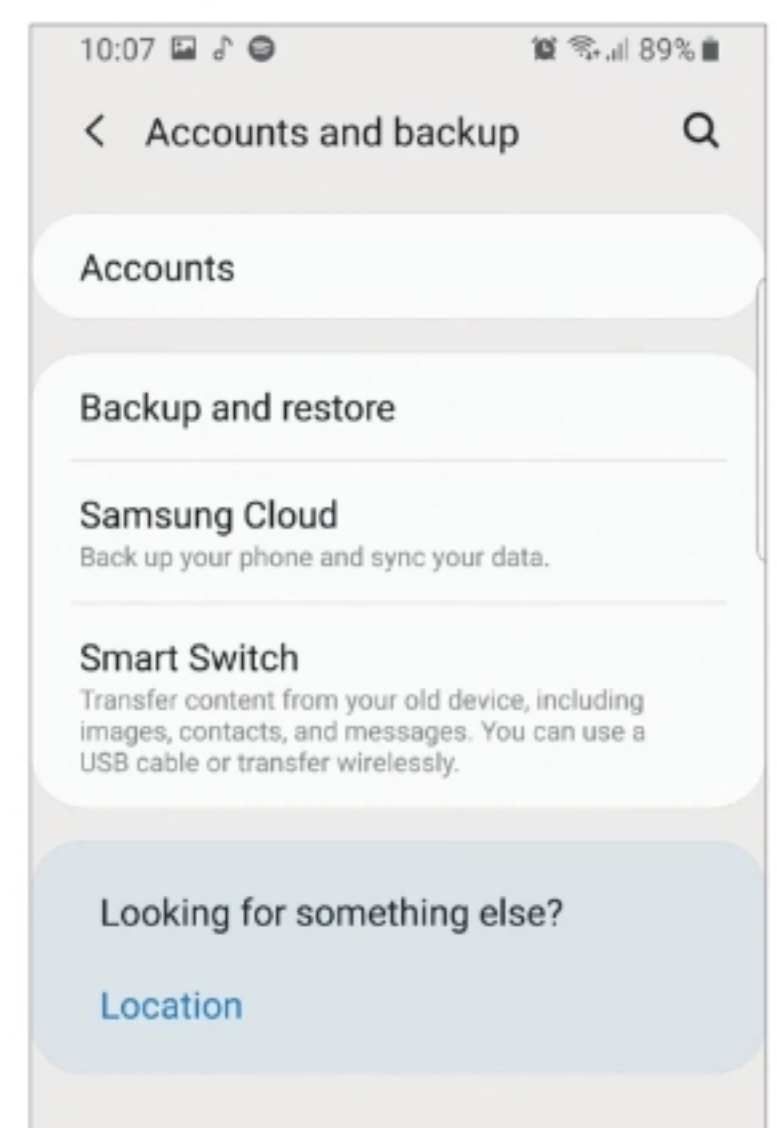 10:07 89%
Accounts and backup
Accounts
Backup and restore
Samsung Cloud
Back up your phone and sync your data.
Smart Switch
Transfer content from your old device, including
images, contacts, and messages. You can use a
USB cable or transfer wirelessly.
Looking for something else?
Location